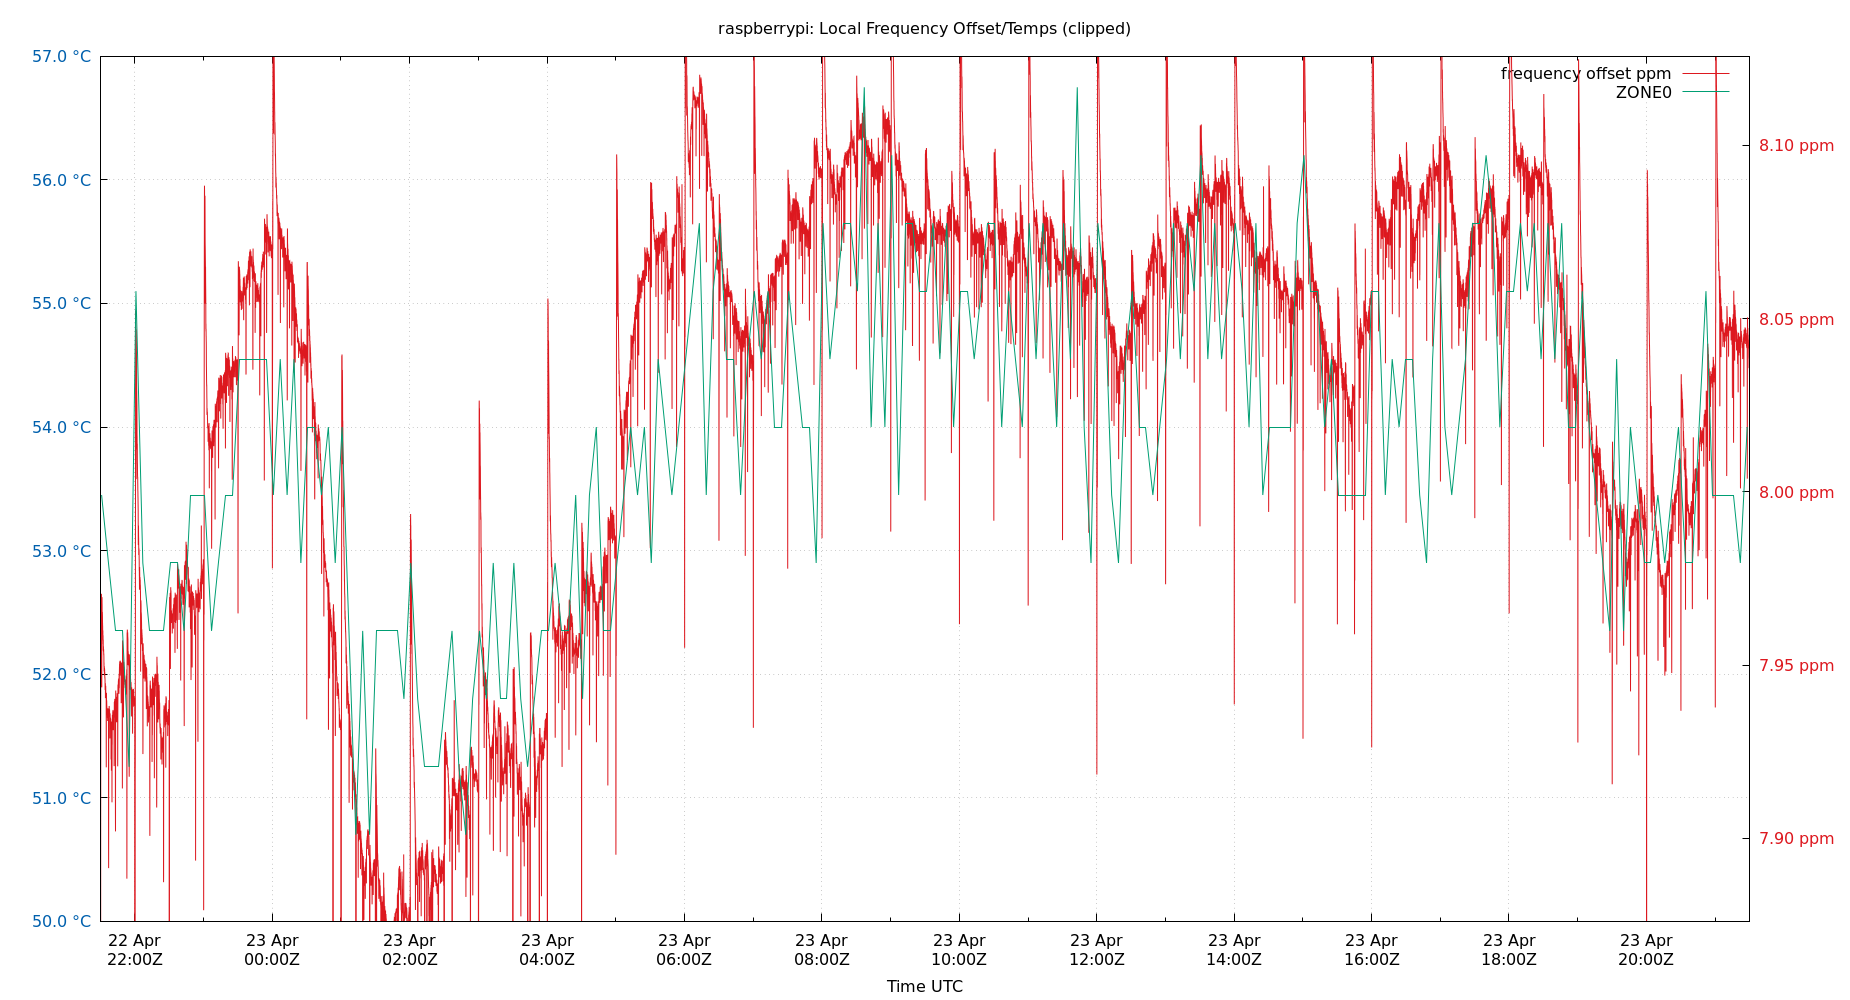 raspberrypi: Local Frequency Offset/Temps (clipped)
57.0 °C
56.0 °C
55.0 °C
54.0 °C
53.0 °C
52.0 °C
51.0 °C
50.0 °C
frequency offset ppm
ZONE0
8.10 ppm
8.05 ppm
8.00 ppm
7.95 ppm
7.90 ppm
22 Apr
22:00Z
23 Apr
00:00Z
23 Apr
02:00Z
23 Apr
04:00Z
23 Apr
06:00Z
23 Apr
08:00Z
23 Apr
10:00Z
23 Apr
12:00Z
23 Apr
14:00Z
23 Apr
16:00Z
23 Apr
18:00Z
23 Apr
20:00Z
Time UTC